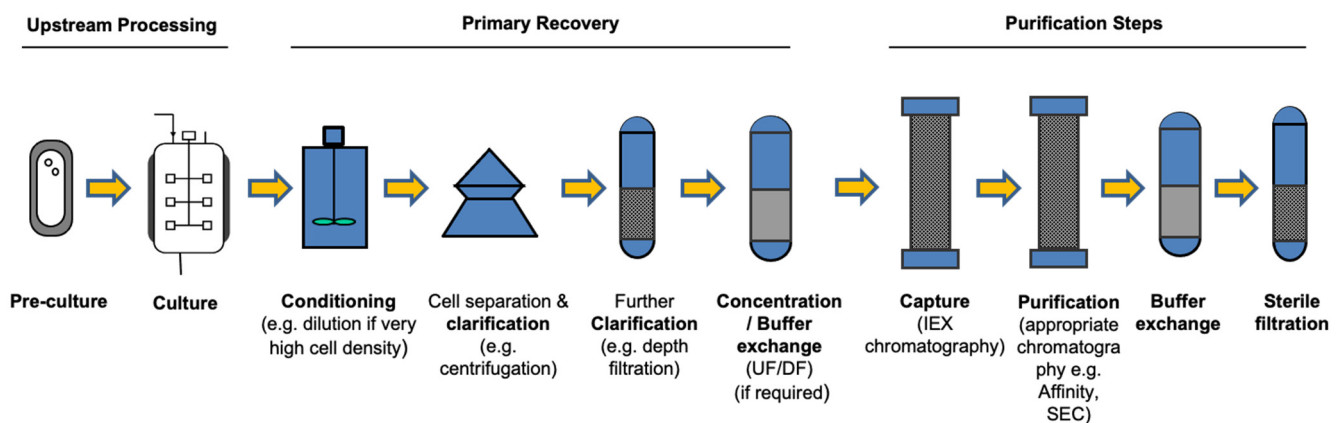 Upstream Processing
Primary Recovery
Purification Steps
Pre-culture
Culture
Conditioning
(e.g. dilution if very
high cell density)
Cell separation &
clarification
(e.g.
centrifugation)
Further
Clarification
(e.g. depth
filtration)
Concentration
/ Buffer
exchange
(UF/DF)
(if required)
Capture
(IEX
chromatography)
Purification
(appropriate
chromatogra
phy e.g.
Affinity,
SEC)
Buffer
exchange
Sterile
filtration